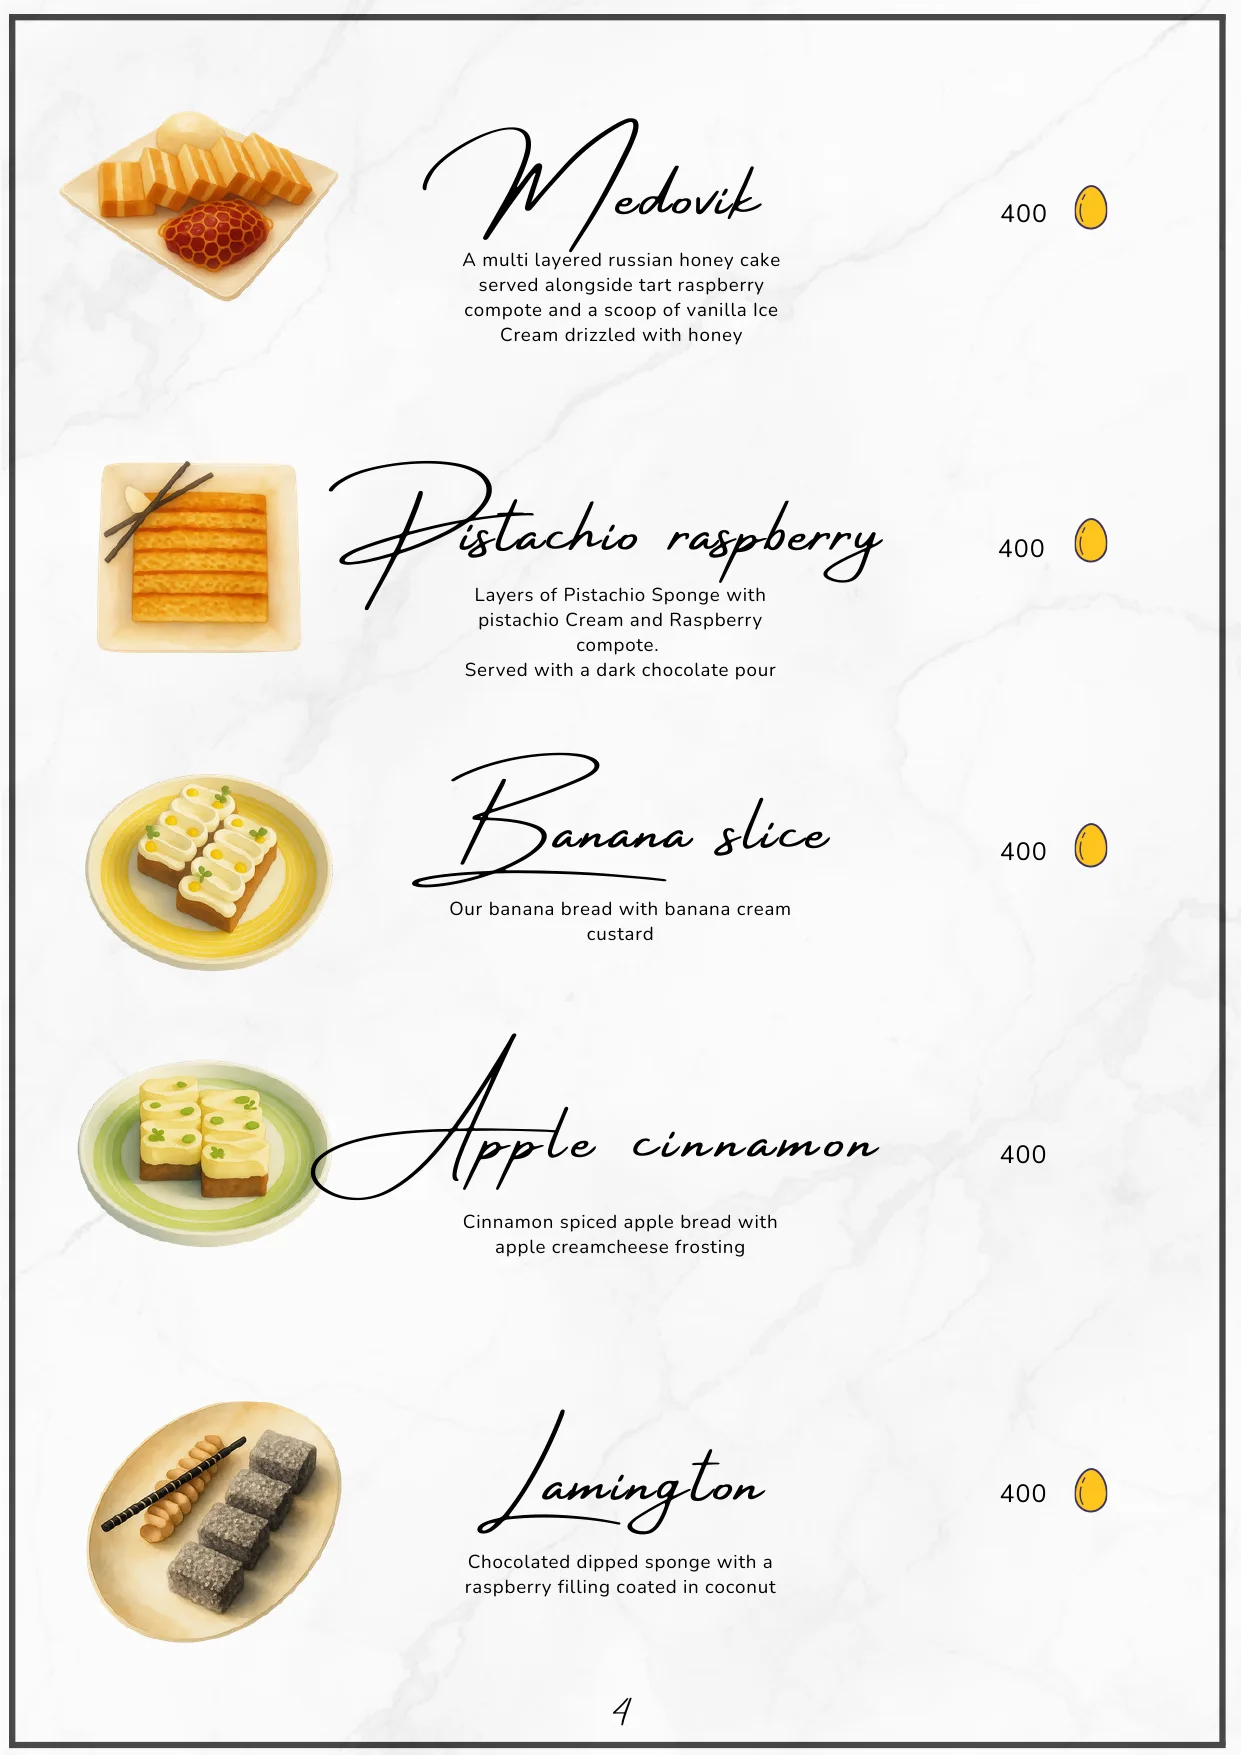 Medovik
400
A multi layered russian honey cake
served alongside tart raspberry
compote and a scoop of vanilla Ice
Cream drizzled with honey
Pistachio raspberry
400
Layers of Pistachio Sponge with
pistachio Cream and Raspberry
compote.
Served with a dark chocolate pour
Banana slice
400
Our banana bread with banana cream
custard
Apple cinnamon
400
Cinnamon spiced apple bread with
apple creamcheese frosting
Lamington
400
Chocolated dipped sponge with a
raspberry filling coated in coconut
4